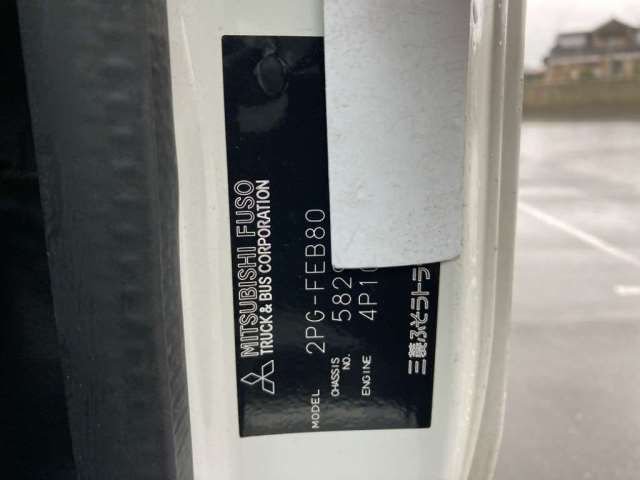 MITSUBISHI FUSO
TRUCK & BUS CORPORATION
MODEL 2PG-FEB80
CHASSIS NO. 582
ENGINE 4P1
三菱ふそうトラ